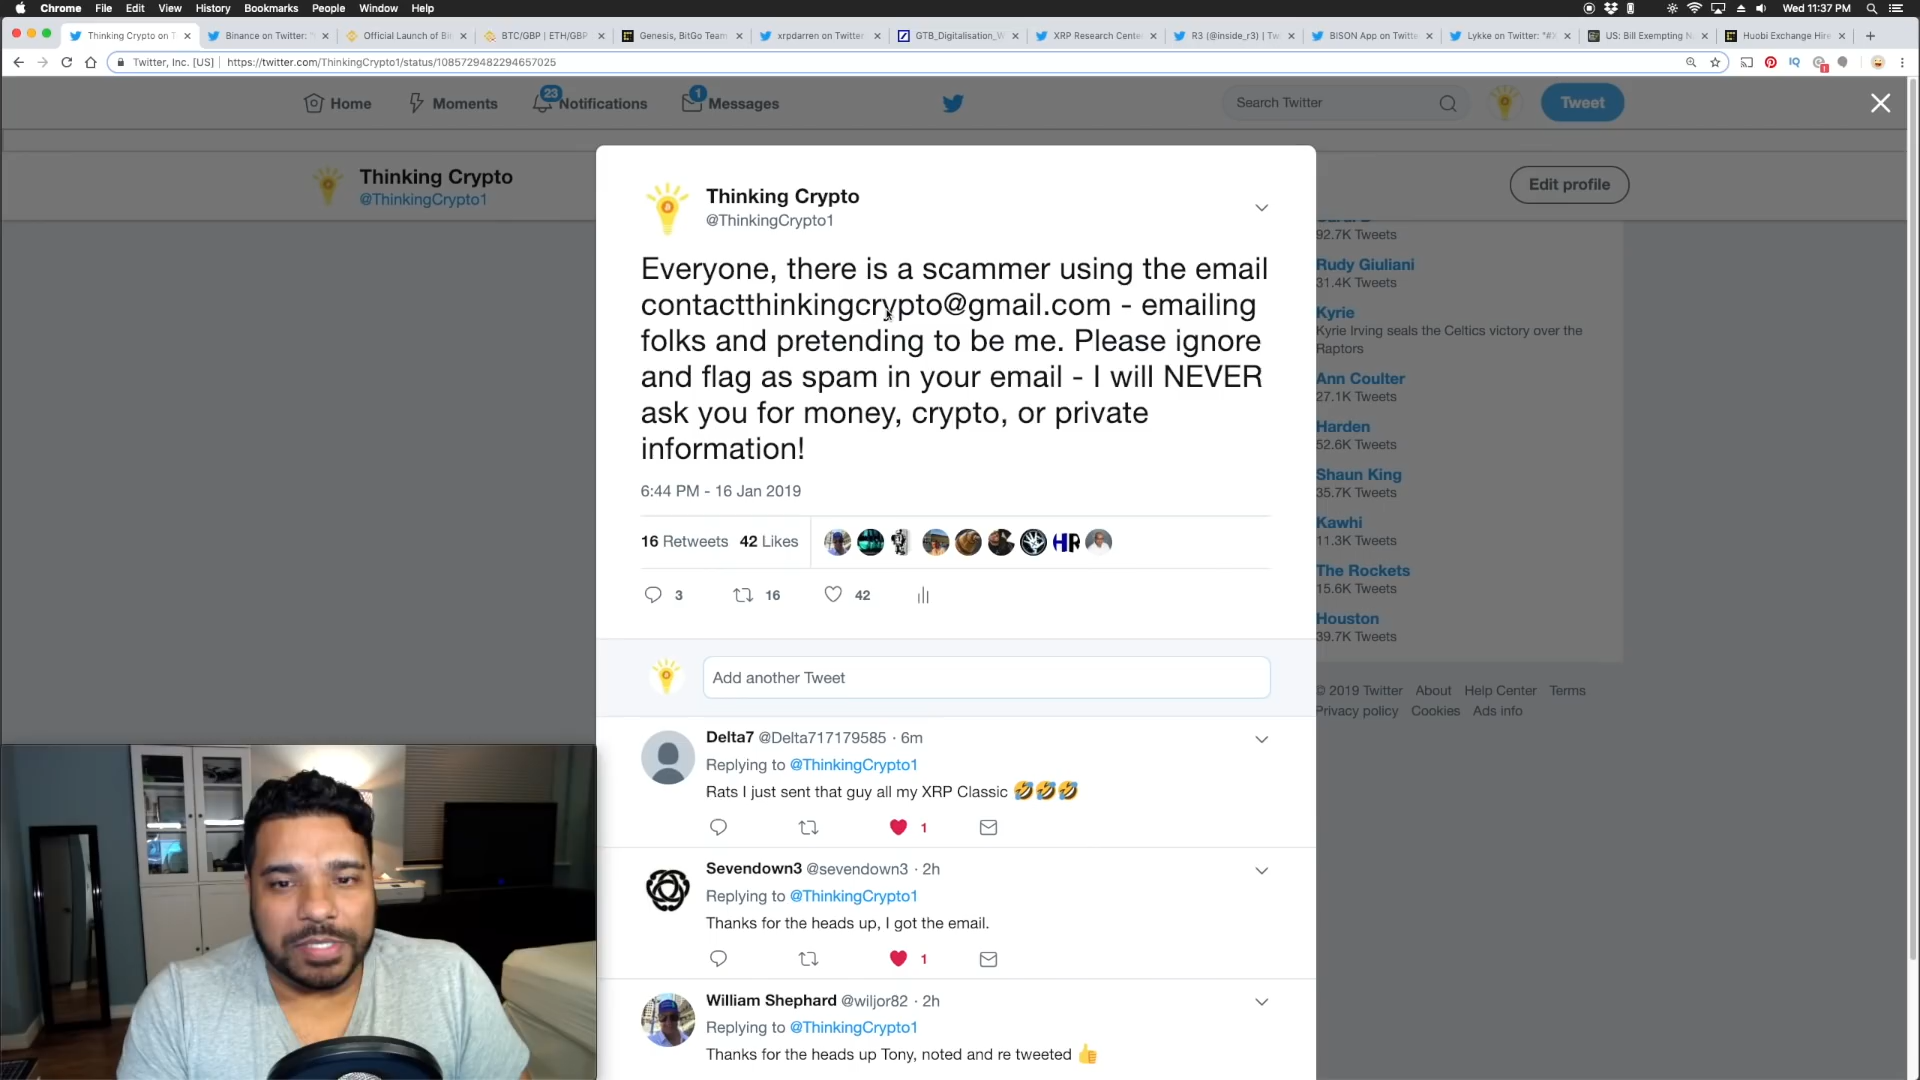 Chrome File Edit View History Bookmarks People Window Help
Wed 11:37 PM
Thinking Crypto on T
Binance on Twitter: "
Official Launch of Bi
BTC/GBP | ETH/GBP
Genesis, BitGo Team
xrpdarren on Twitter
GTB_Digitalisation_W
XRP Research Cente
R3 (@inside_r3) | Tw
BISON App on Twitte
Lykke on Twitter: "#X
US: Bill Exempting N
Huobi Exchange Hire
Twitter, Inc. [US] | https://twitter.com/ThinkingCrypto1/status/1085729482294657025
Home
Moments
23
Notifications
1
Messages
Search Twitter
Tweet
Thinking Crypto
@ThinkingCrypto1
Edit profile
Thinking Crypto
@ThinkingCrypto1
Everyone, there is a scammer using the email
contactthinkingcrypto@gmail.com - emailing
folks and pretending to be me. Please ignore
and flag as spam in your email - I will NEVER
ask you for money, crypto, or private
information!
6:44 PM - 16 Jan 2019
16 Retweets 42 Likes
HR
3 16 42
Add another Tweet
Delta7 @Delta717179585 · 6m
Replying to @ThinkingCrypto1
Rats I just sent that guy all my XRP Classic 🤣🤣🤣
1
Sevendown3 @sevendown3 · 2h
Replying to @ThinkingCrypto1
Thanks for the heads up, I got the email.
1
William Shephard @wiljor82 · 2h
Replying to @ThinkingCrypto1
Thanks for the heads up Tony, noted and re tweeted 👍
92.7K Tweets
Rudy Giuliani
31.4K Tweets
Kyrie
Kyrie Irving seals the Celtics victory over the
Raptors
Ann Coulter
27.1K Tweets
Harden
52.6K Tweets
Shaun King
35.7K Tweets
Kawhi
11.3K Tweets
The Rockets
15.6K Tweets
Houston
39.7K Tweets
© 2019 Twitter About Help Center Terms
Privacy policy Cookies Ads info